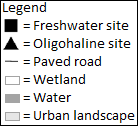 Legend
= Freshwater site
= Oligohaline site
= Paved road
= Wetland
= Water
= Urban landscape